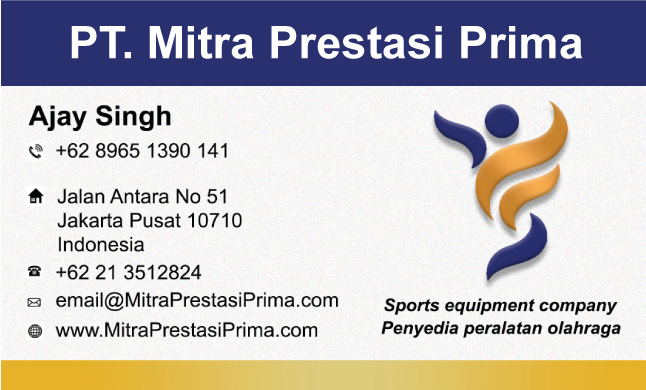 PT. Mitra Prestasi Prima
Ajay Singh
+62 8965 1390 141
Jalan Antara No 51
Jakarta Pusat 10710
Indonesia
+62 21 3512824
email@MitraPrestasiPrima.com
www.MitraPrestasiPrima.com
Sports equipment company
Penyedia peralatan olahraga